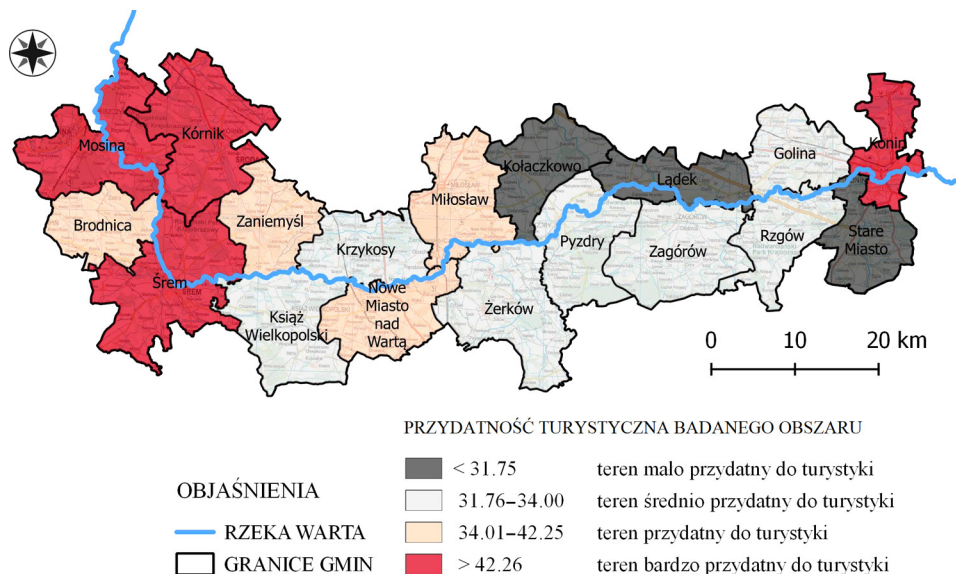 Kórnik
Mosina
Konin
Golina
Kołaczkowo
Lądek
Miłosław
Brodnica
Zaniemyśl
Stare
Miasto
Krzykosy
Pyzdry
Rzgów
Zagórów
Śrem
Nowe
Miasto
nad
Wartą
Książ
Wielkopolski
Żerków
0 10 20 km
PRZYDATNOŚĆ TURYSTYCZNA BADANEGO OBSZARU
< 31.75 teren mało przydatny do turystyki
OBJAŚNIENIA
31.76–34.00 teren średnio przydatny do turystyki
RZEKA WARTA
34.01–42.25 teren przydatny do turystyki
GRANICE GMIN
> 42.26 teren bardzo przydatny do turystyki